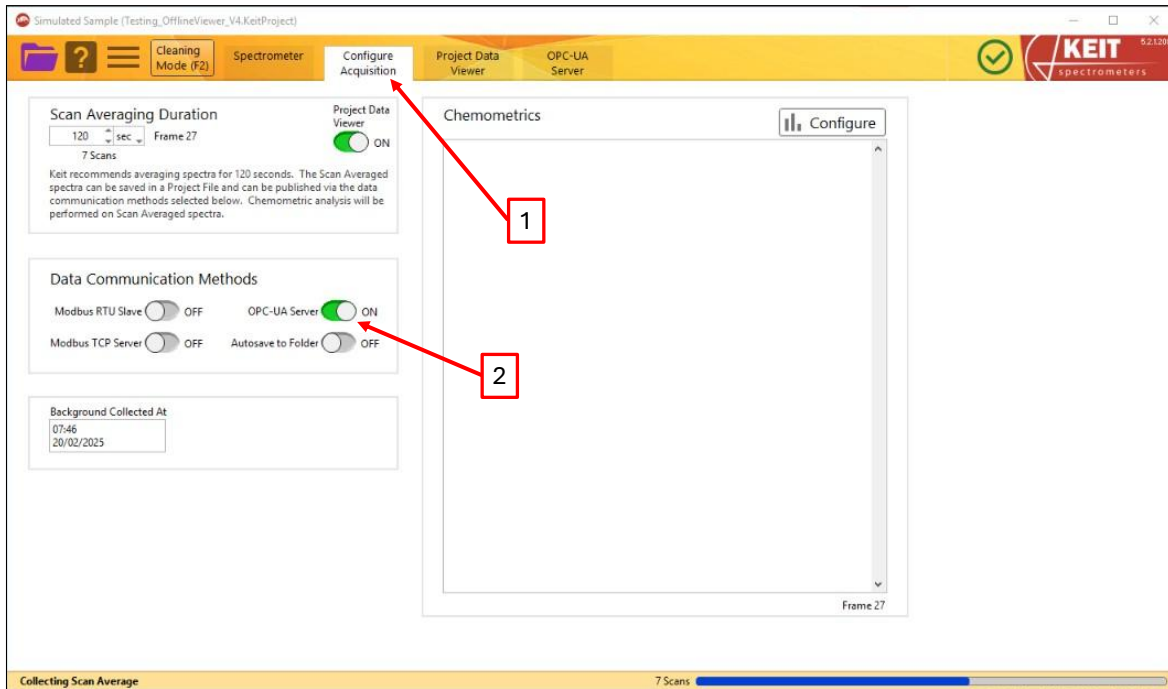 Simulated Sample (Testing_OfflineViewer_V4.KeitProject)
?
Cleaning
Mode (F2)
Spectrometer
Configure
Acquisition
Project Data
Viewer
OPC-UA
Server
KEIT
spectrometers
Scan Averaging Duration
Project Data
Viewer
120 sec Frame 27
ON
7 Scans
Keit recommends averaging spectra for 120 seconds. The Scan Averaged
spectra can be saved in a Project File and can be published via the data
communication methods selected below. Chemometric analysis will be
performed on Scan Averaged spectra.
Chemometrics
Configure
1
Data Communication Methods
Modbus RTU Slave OFF OPC-UA Server ON
Modbus TCP Server OFF Autosave to Folder OFF
2
Background Collected At
07:46
20/02/2025
Frame 27
Collecting Scan Average
7 Scans